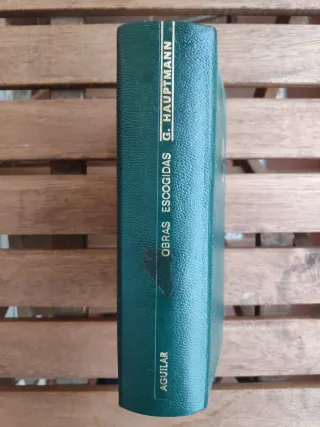 G. HAUPTMANN
OBRAS ESCOGIDAS
AGUILAR